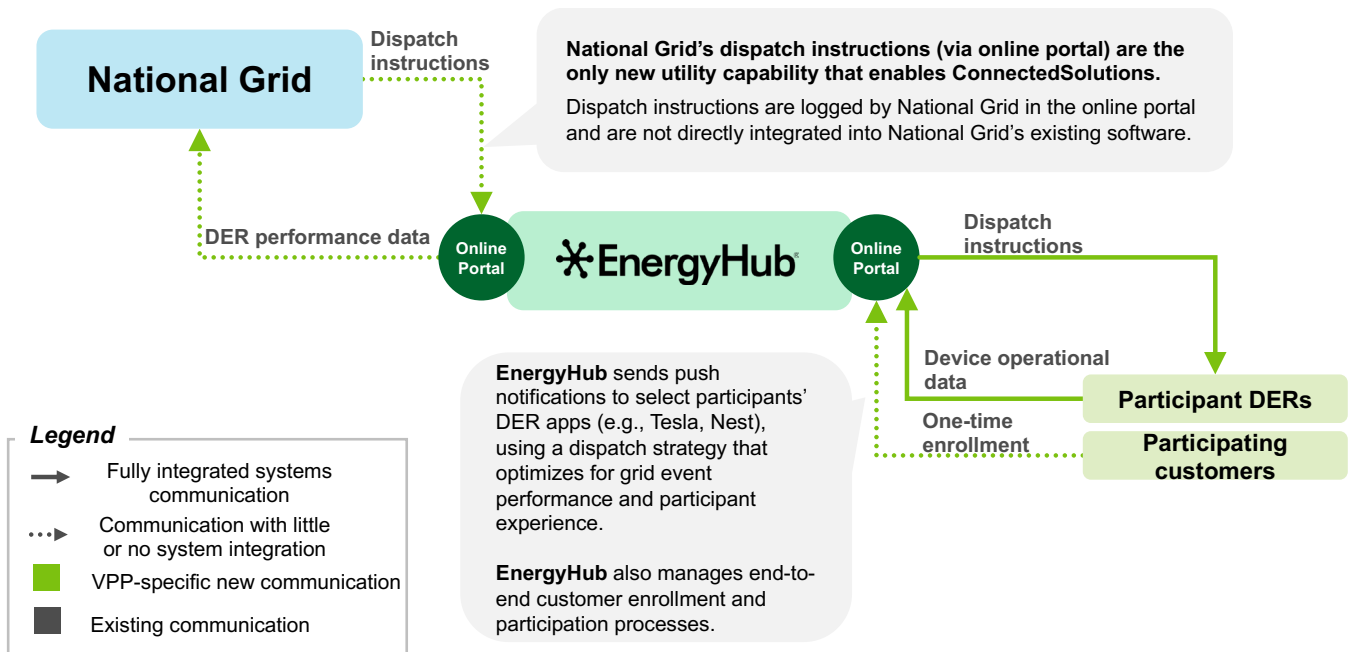 National Grid
Dispatch
instructions
National Grid’s dispatch instructions (via online portal) are the
only new utility capability that enables ConnectedSolutions.
Dispatch instructions are logged by National Grid in the online portal
and are not directly integrated into National Grid’s existing software.
DER performance data
Online
Portal
EnergyHub
Online
Portal
Dispatch
instructions
Device operational
data
One-time
enrollment
Participant DERs
Participating
customers
EnergyHub sends push
notifications to select participants’
DER apps (e.g., Tesla, Nest),
using a dispatch strategy that
optimizes for grid event
performance and participant
experience.
EnergyHub also manages end-to-
end customer enrollment and
participation processes.
Legend
Fully integrated systems
communication
Communication with little
or no system integration
VPP-specific new communication
Existing communication